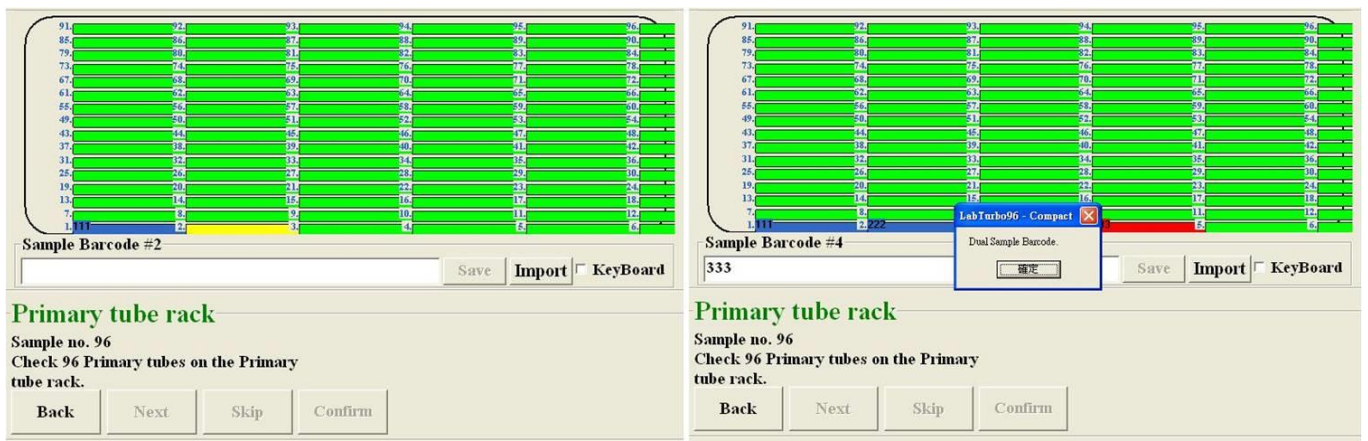 91. 92. 93. 94. 95. 96.
85. 86. 87. 88. 89. 90.
79. 80. 81. 82. 83. 84.
73. 74. 75. 76. 77. 78.
67. 68. 69. 70. 71. 72.
61. 62. 63. 64. 65. 66.
55. 56. 57. 58. 59. 60.
49. 50. 51. 52. 53. 54.
43. 44. 45. 46. 47. 48.
37. 38. 39. 40. 41. 42.
31. 32. 33. 34. 35. 36.
25. 26. 27. 28. 29. 30.
19. 20. 21. 22. 23. 24.
13. 14. 15. 16. 17. 18.
7. 8. 9. 10. 11. 12.
1. 111 2. 3. 4. 5. 6.
Sample Barcode #2
Save Import KeyBoard
Primary tube rack
Sample no. 96
Check 96 Primary tubes on the Primary
tube rack.
Back Next Skip Confirm
91. 92. 93. 94. 95. 96.
85. 86. 87. 88. 89. 90.
79. 80. 81. 82. 83. 84.
73. 74. 75. 76. 77. 78.
67. 68. 69. 70. 71. 72.
61. 62. 63. 64. 65. 66.
55. 56. 57. 58. 59. 60.
49. 50. 51. 52. 53. 54.
43. 44. 45. 46. 47. 48.
37. 38. 39. 40. 41. 42.
31. 32. 33. 34. 35. 36.
25. 26. 27. 28. 29. 30.
19. 20. 21. 22. 23. 24.
13. 14. 15. 16. 17. 18.
7. 8. 11. 12.
1. 111 2. 222 5. 6.
LabTurbo96 - Compact
Dual Sample Barcode.
確定
Sample Barcode #4
333 Save Import KeyBoard
Primary tube rack
Sample no. 96
Check 96 Primary tubes on the Primary
tube rack.
Back Next Skip Confirm